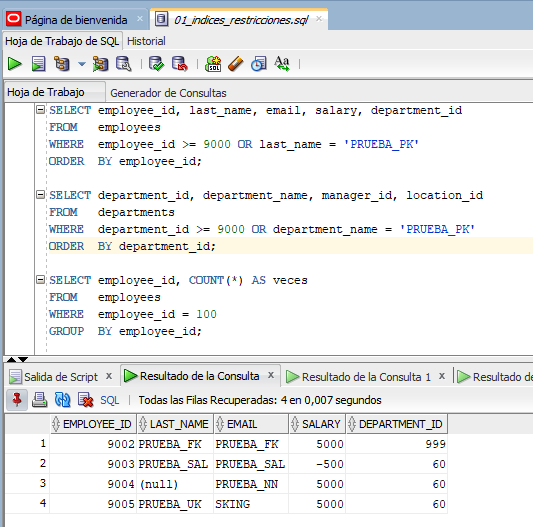 Página de bienvenida
01_indices_restricciones.sql
Hoja de Trabajo de SQL Historial
Hoja de Trabajo Generador de Consultas
SELECT employee_id, last_name, email, salary, department_id
FROM employees
WHERE employee_id >= 9000 OR last_name = 'PRUEBA_PK'
ORDER BY employee_id;
SELECT department_id, department_name, manager_id, location_id
FROM departments
WHERE department_id >= 9000 OR department_name = 'PRUEBA_PK'
ORDER BY department_id;
SELECT employee_id, COUNT(*) AS veces
FROM employees
WHERE employee_id = 100
GROUP BY employee_id;
Salida de Script Resultado de la Consulta Resultado de la Consulta 1 Resultado de
SQL Todas las Filas Recuperadas: 4 en 0,007 segundos
EMPLOYEE_ID LAST_NAME EMAIL SALARY DEPARTMENT_ID
1 9002 PRUEBA_FK PRUEBA_FK 5000 999
2 9003 PRUEBA_SAL PRUEBA_SAL -500 60
3 9004 (null) PRUEBA_NN 5000 60
4 9005 PRUEBA_UK SKING 5000 60